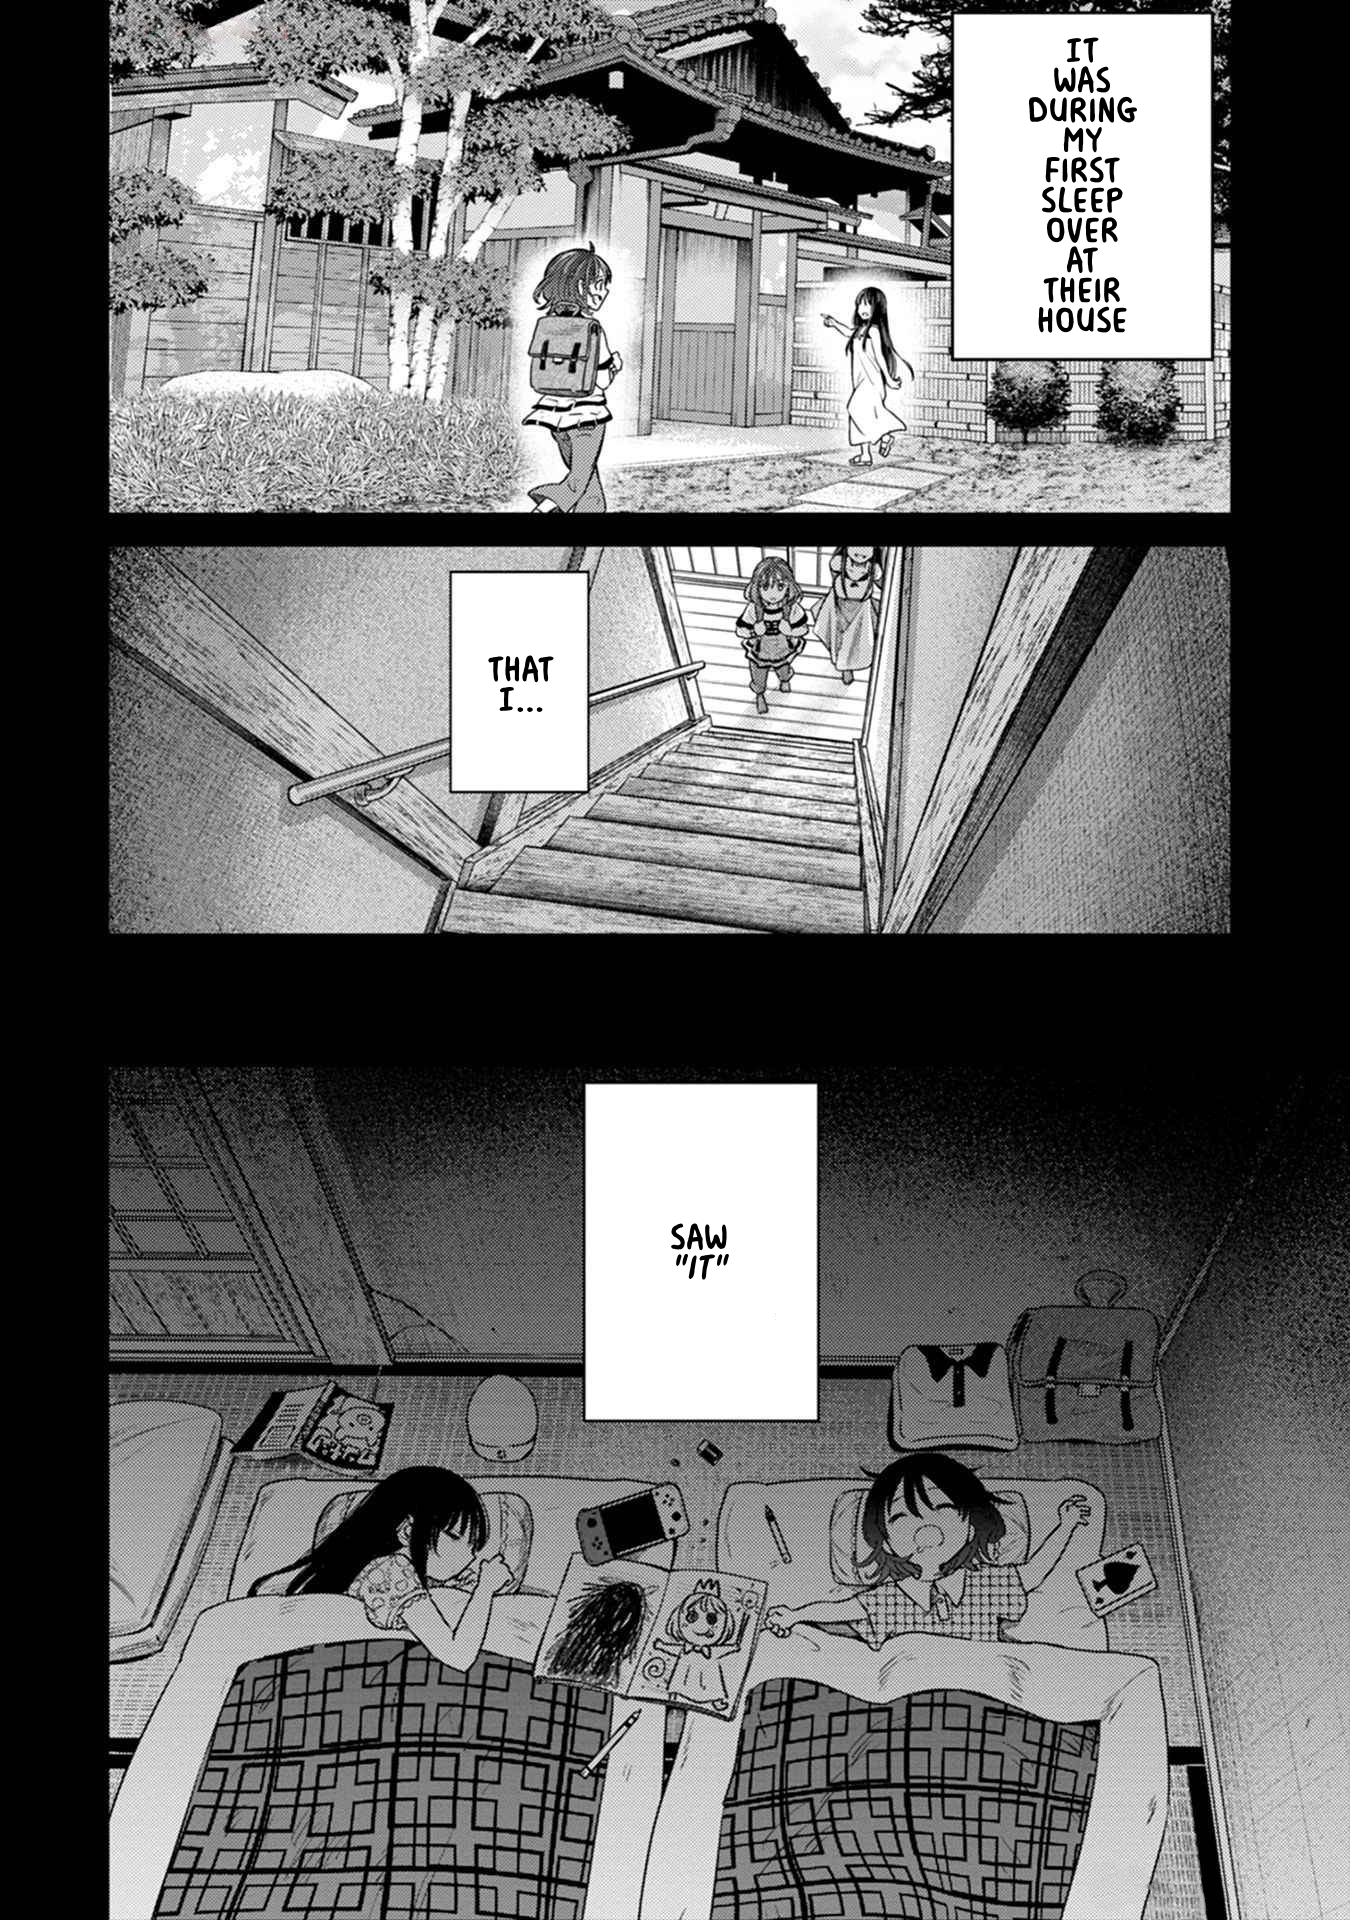 IT
WAS
DURING
MY
FIRST
SLEEP
OVER
AT
THEIR
HOUSE
THAT
I...
SAW
"IT"